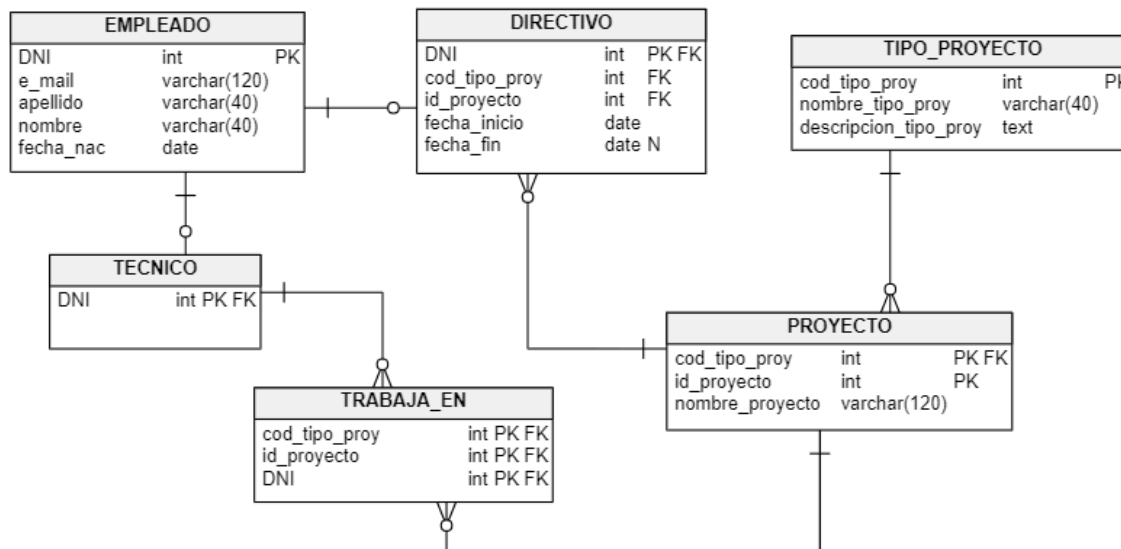 EMPLEADO
DNI int PK
e_mail varchar(120)
apellido varchar(40)
nombre varchar(40)
fecha_nac date
DIRECTIVO
DNI int PK FK
cod_tipo_proy int FK
id_proyecto int FK
fecha_inicio date
fecha_fin date N
TIPO_PROYECTO
cod_tipo_proy int PK
nombre_tipo_proy varchar(40)
descripcion_tipo_proy text
TECNICO
DNI int PK FK
PROYECTO
cod_tipo_proy int PK FK
id_proyecto int PK
nombre_proyecto varchar(120)
TRABAJA_EN
cod_tipo_proy int PK FK
id_proyecto int PK FK
DNI int PK FK